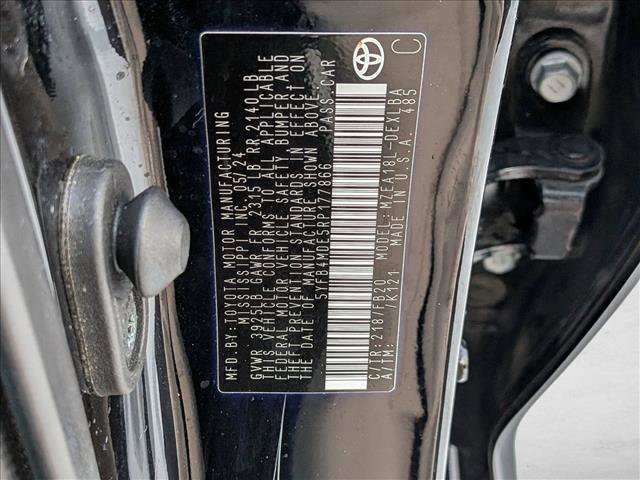 MFD.BY:TOYOTA MOTOR MANUFACTURING
MISSISSIPPI INC. 05/24
GVWR 3925LB GAWR FR 2315 LB RR 2140LB
THIS VEHICLE CONFORMS TO ALL APPLICABLE
FEDERAL MOTOR VEHICLE SAFETY, BUMPER AND
THEFT PREVENTION STANDARDS IN EFFECT ON
THE DATE OF MANUFACTURE SHOWN ABOVE.
PASS CAR
C/TR:218/FB20 MODEL:MZEA18L-DEXLBA
A/TM: /K121 MADE IN U.S.A. 485
C